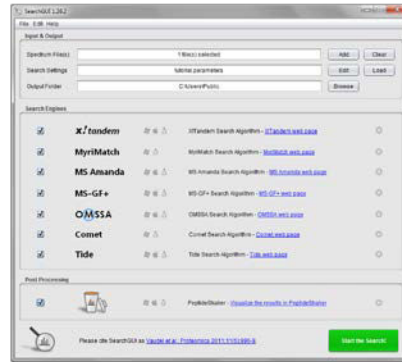 SearchGUI 1.24.2
File Edit Help
Input & Output
Spectrum File(s) 1 file(s) selected Add Clear
Search Settings tutorial.parameters Edit Load
Output Folder D:\Users\Public Browse
Search Engines
X!tandem X!Tandem Search Algorithm - X!Tandem web page
MyriMatch MyriMatch Search Algorithm - MyriMatch web page
MS Amanda MS Amanda Search Algorithm - MS Amanda web page
MS-GF+ MS-GF+ Search Algorithm - MS-GF+ web page
OMSSA OMSSA Search Algorithm - OMSSA web page
Comet Comet Search Algorithm - Comet web page
Tide Tide Search Algorithm - Tide web page
Post Processing
PeptideShaker - Visualize the results in PeptideShaker
Please cite SearchGUI as Vaudel et al. Proteomics 2011;11(5):996-9. Start the Search!